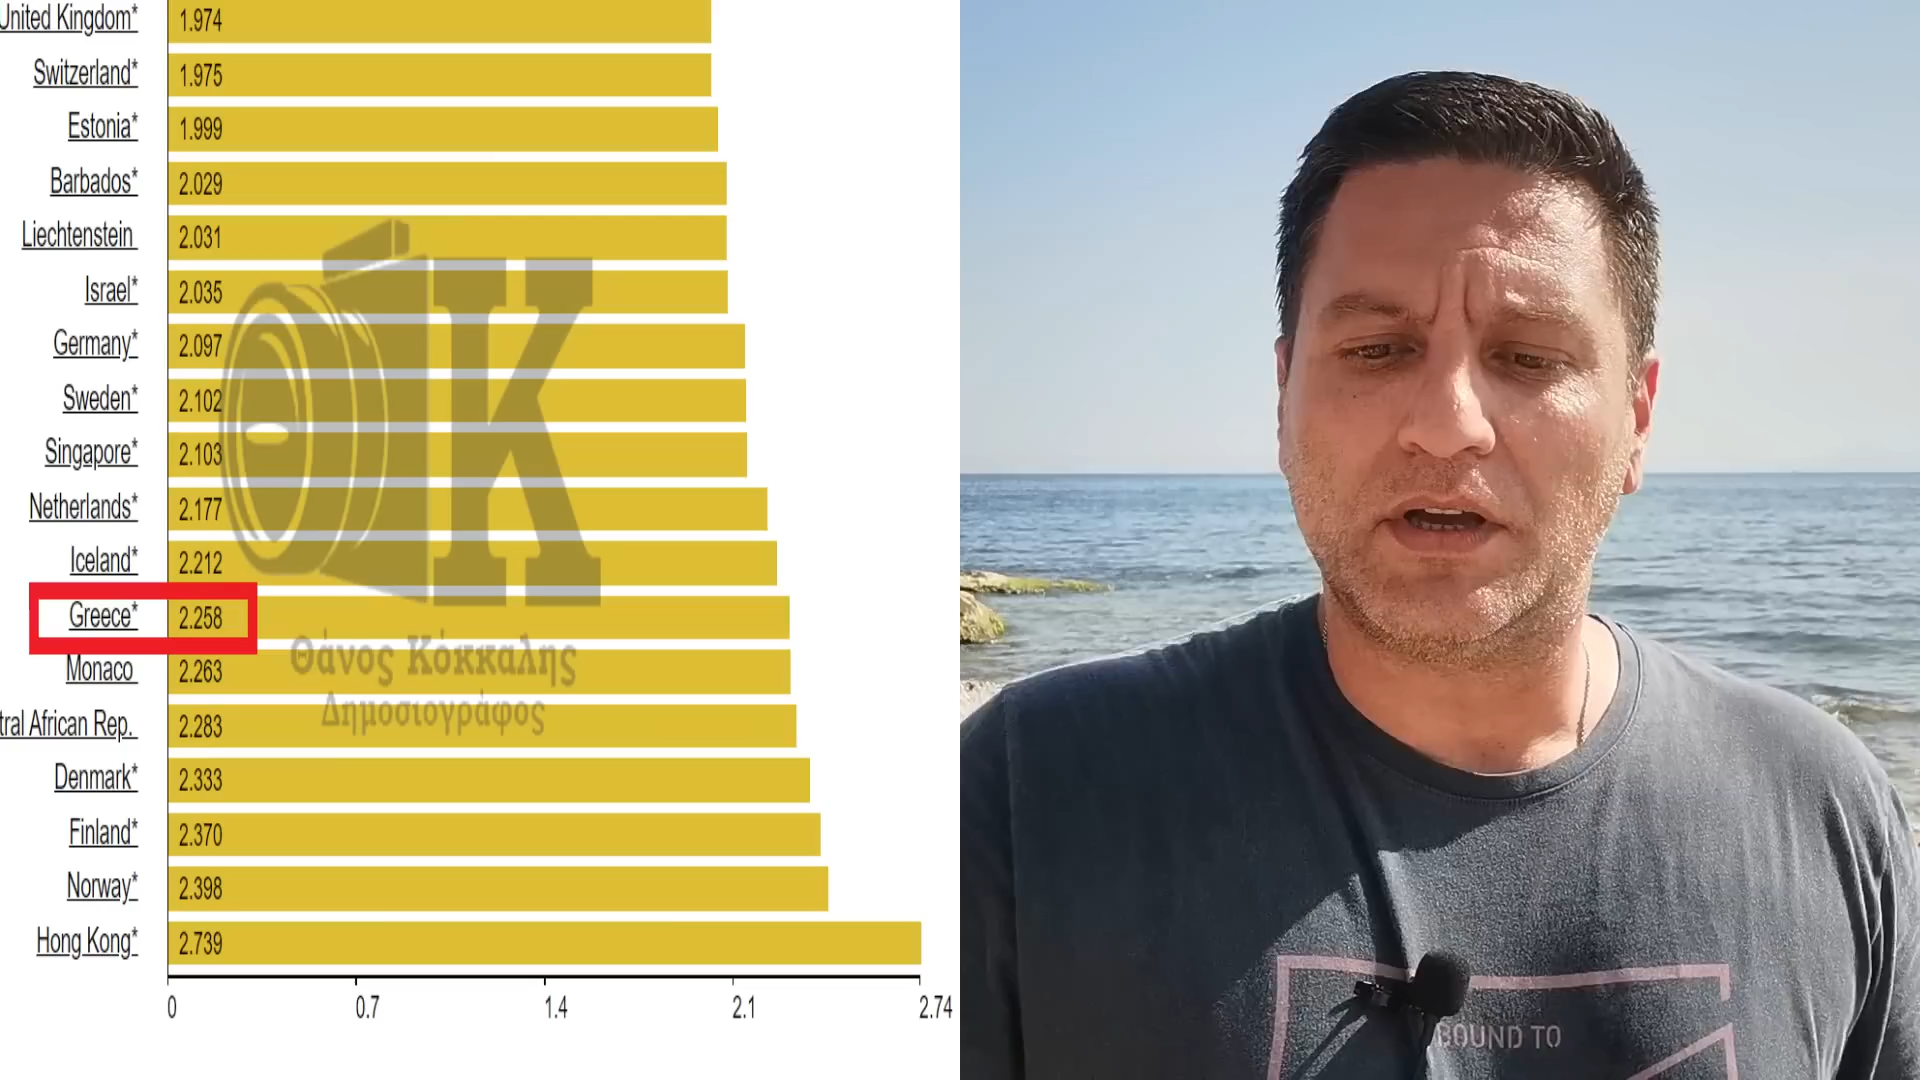 United Kingdom* 1.974
Switzerland* 1.975
Estonia* 1.999
Barbados* 2.029
Liechtenstein 2.031
Israel* 2.035
Germany* 2.097
Sweden* 2.102
Singapore* 2.103
Netherlands* 2.177
Iceland* 2.212
Greece* 2.258
Monaco 2.263
tral African Rep. 2.283
Denmark* 2.333
Finland* 2.370
Norway* 2.398
Hong Kong* 2.739
0 0.7 1.4 2.1 2.74
ΘΚ
Θάνος Κόκκαλης
Δημοσιογράφος
BOUND TO